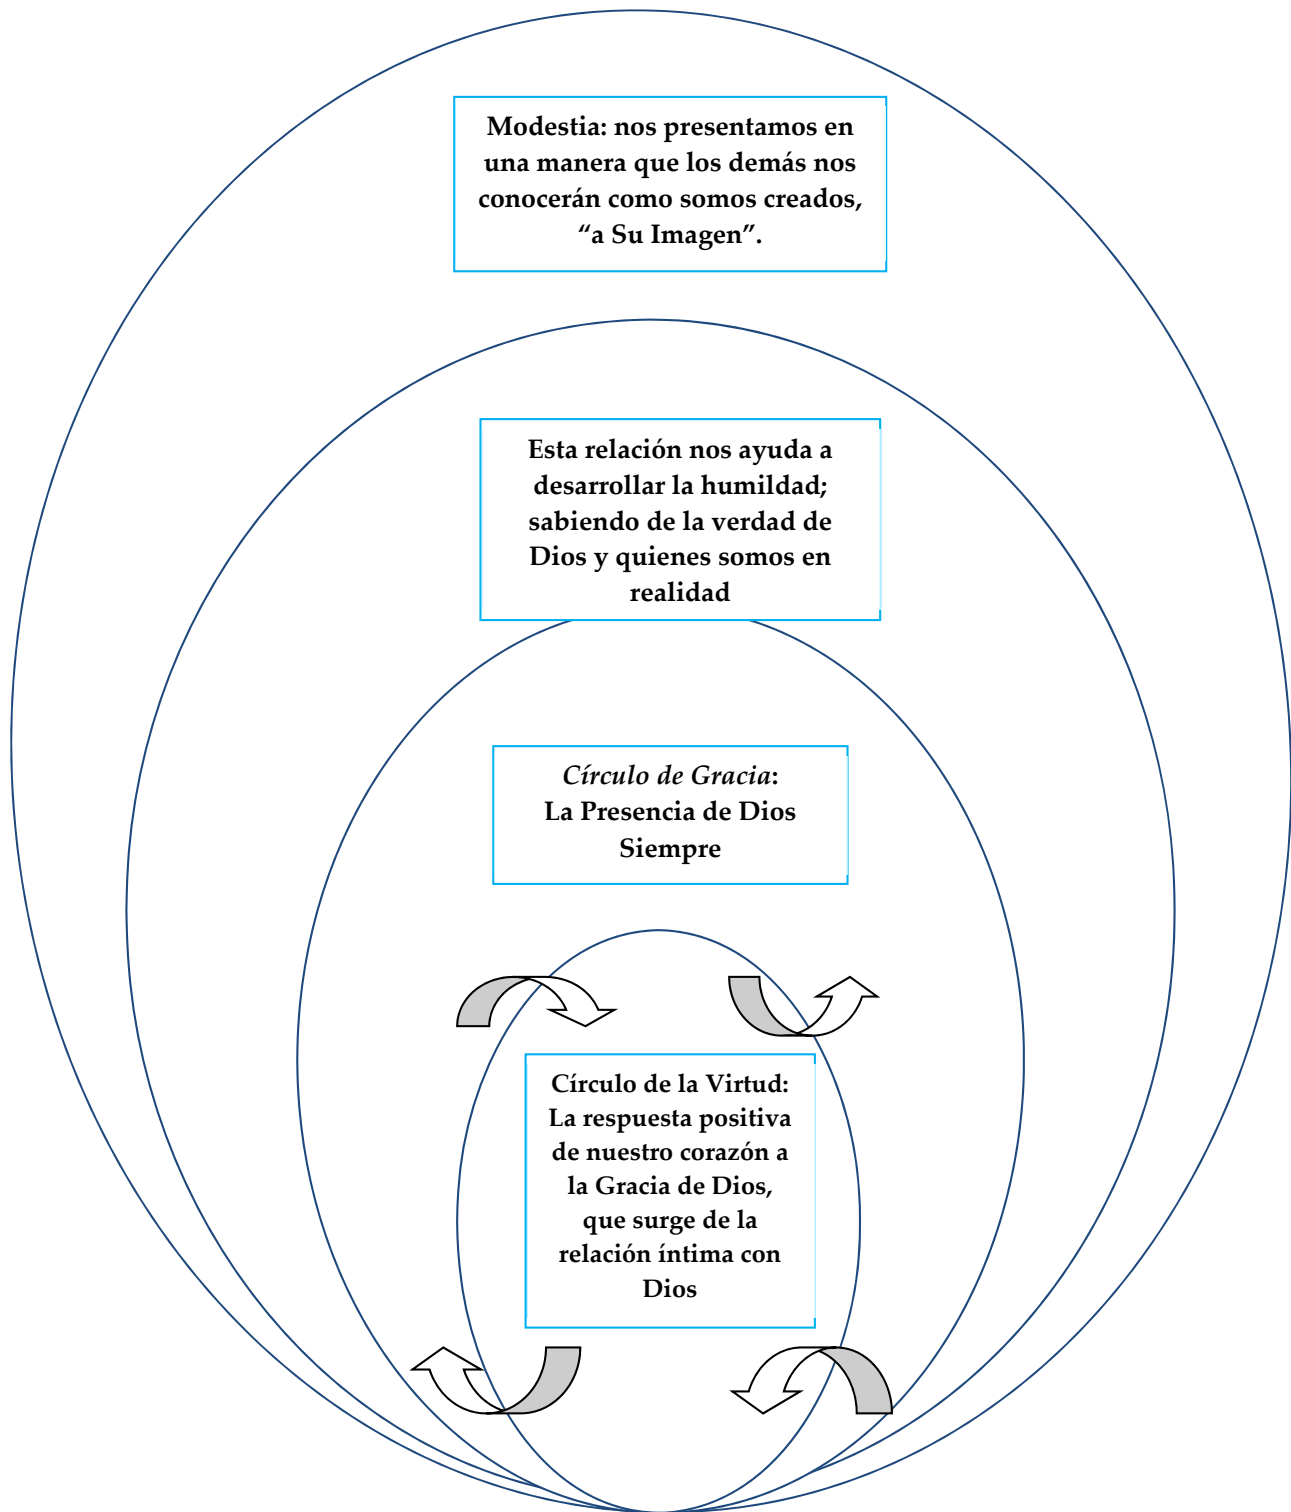 Modestia: nos presentamos en
una manera que los demás nos
conocerán como somos creados,
“a Su Imagen”.
Esta relación nos ayuda a
desarrollar la humildad;
sabiendo de la verdad de
Dios y quienes somos en
realidad
Círculo de Gracia:
La Presencia de Dios
Siempre
Círculo de la Virtud:
La respuesta positiva
de nuestro corazón a
la Gracia de Dios,
que surge de la
relación íntima con
Dios